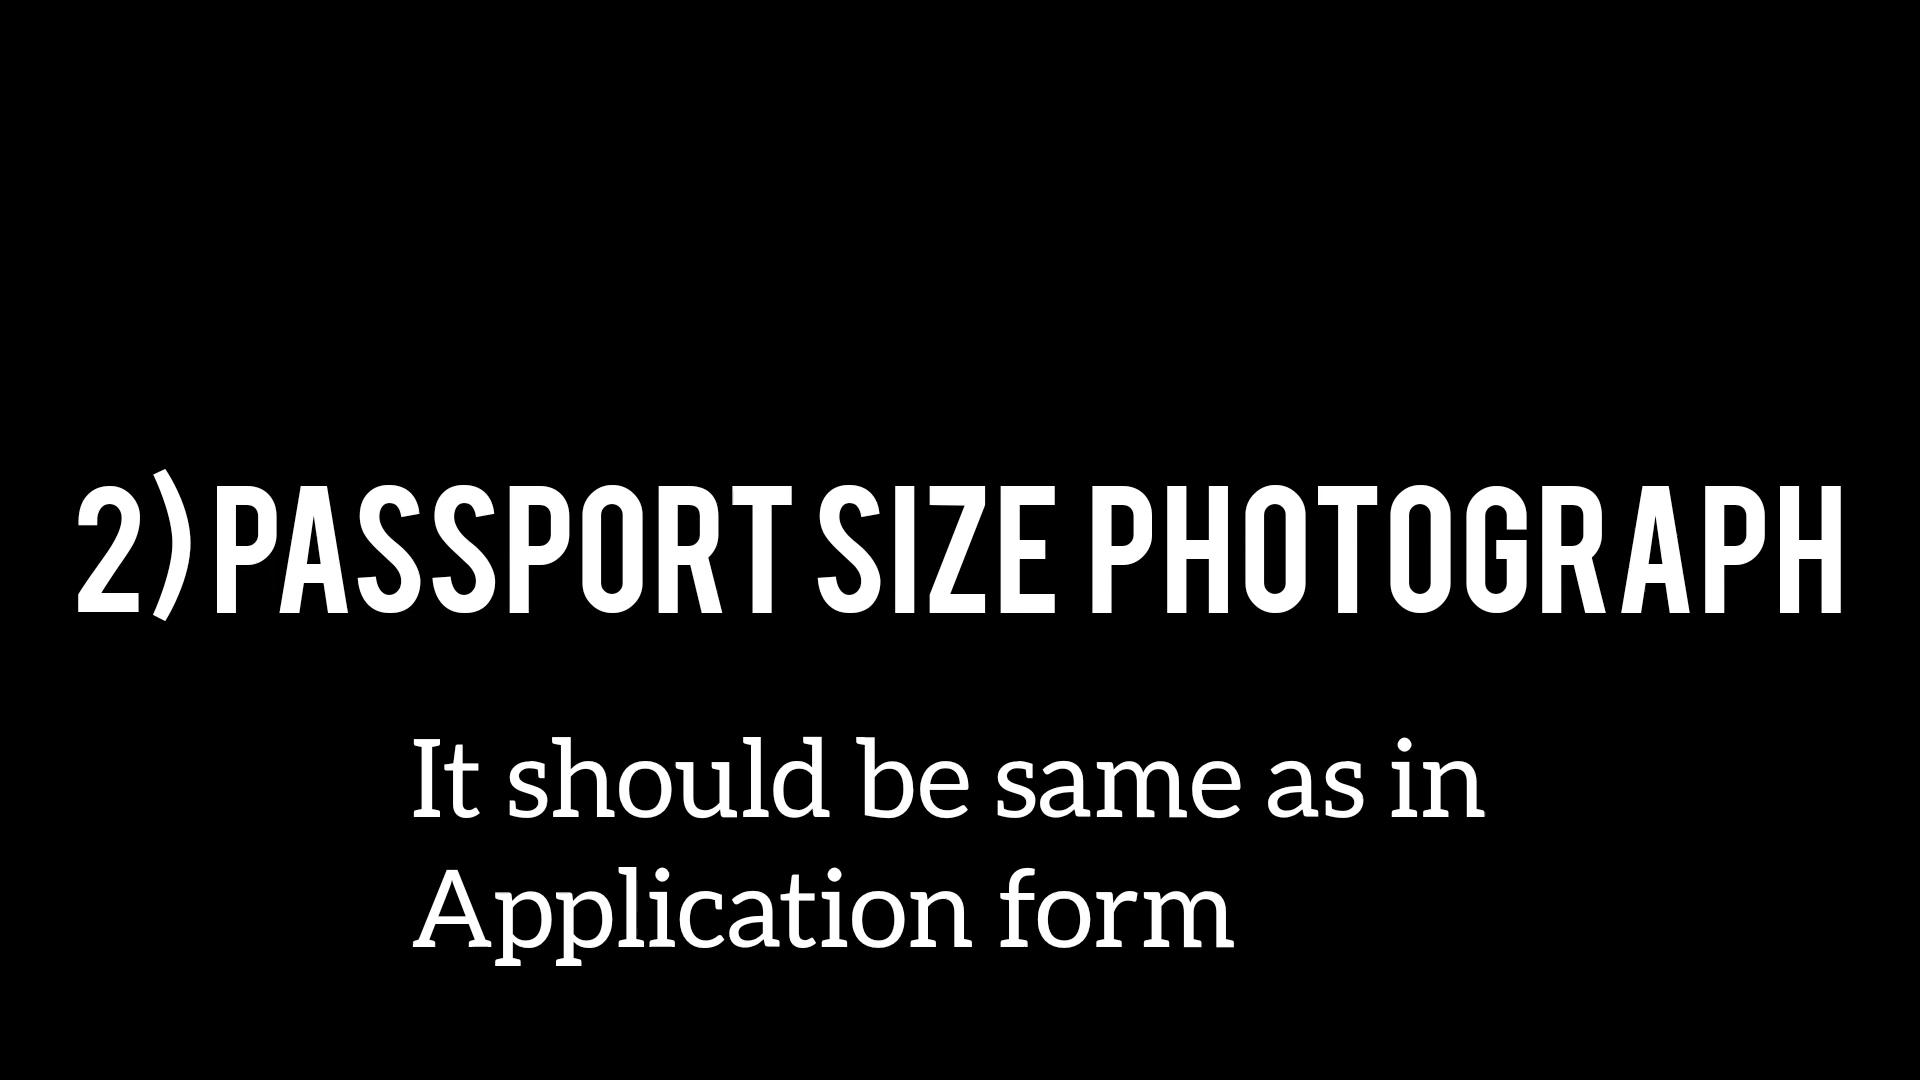 2) PASSPORT SIZE PHOTOGRAPH
It should be same as in
Application form